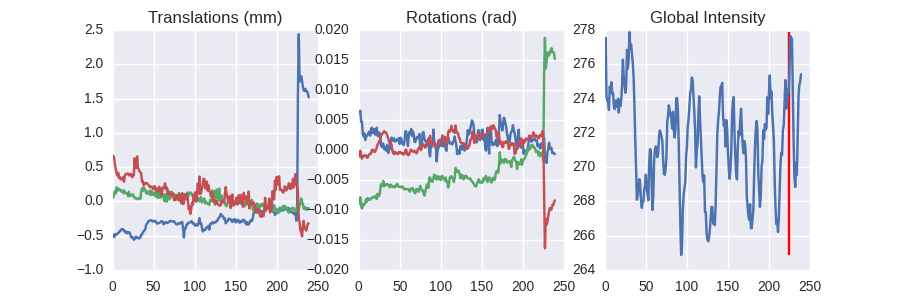 Translations (mm) Rotations (rad) Global Intensity
2.5 0.020 278
2.0 0.015 276
1.5 0.010 274
1.0 0.005 272
0.5 0.000 270
0.0 −0.005 268
−0.5 −0.010 266
−1.0 −0.015 264
−0.020
0 50 100 150 200 250 0 50 100 150 200 250 0 50 100 150 200 250